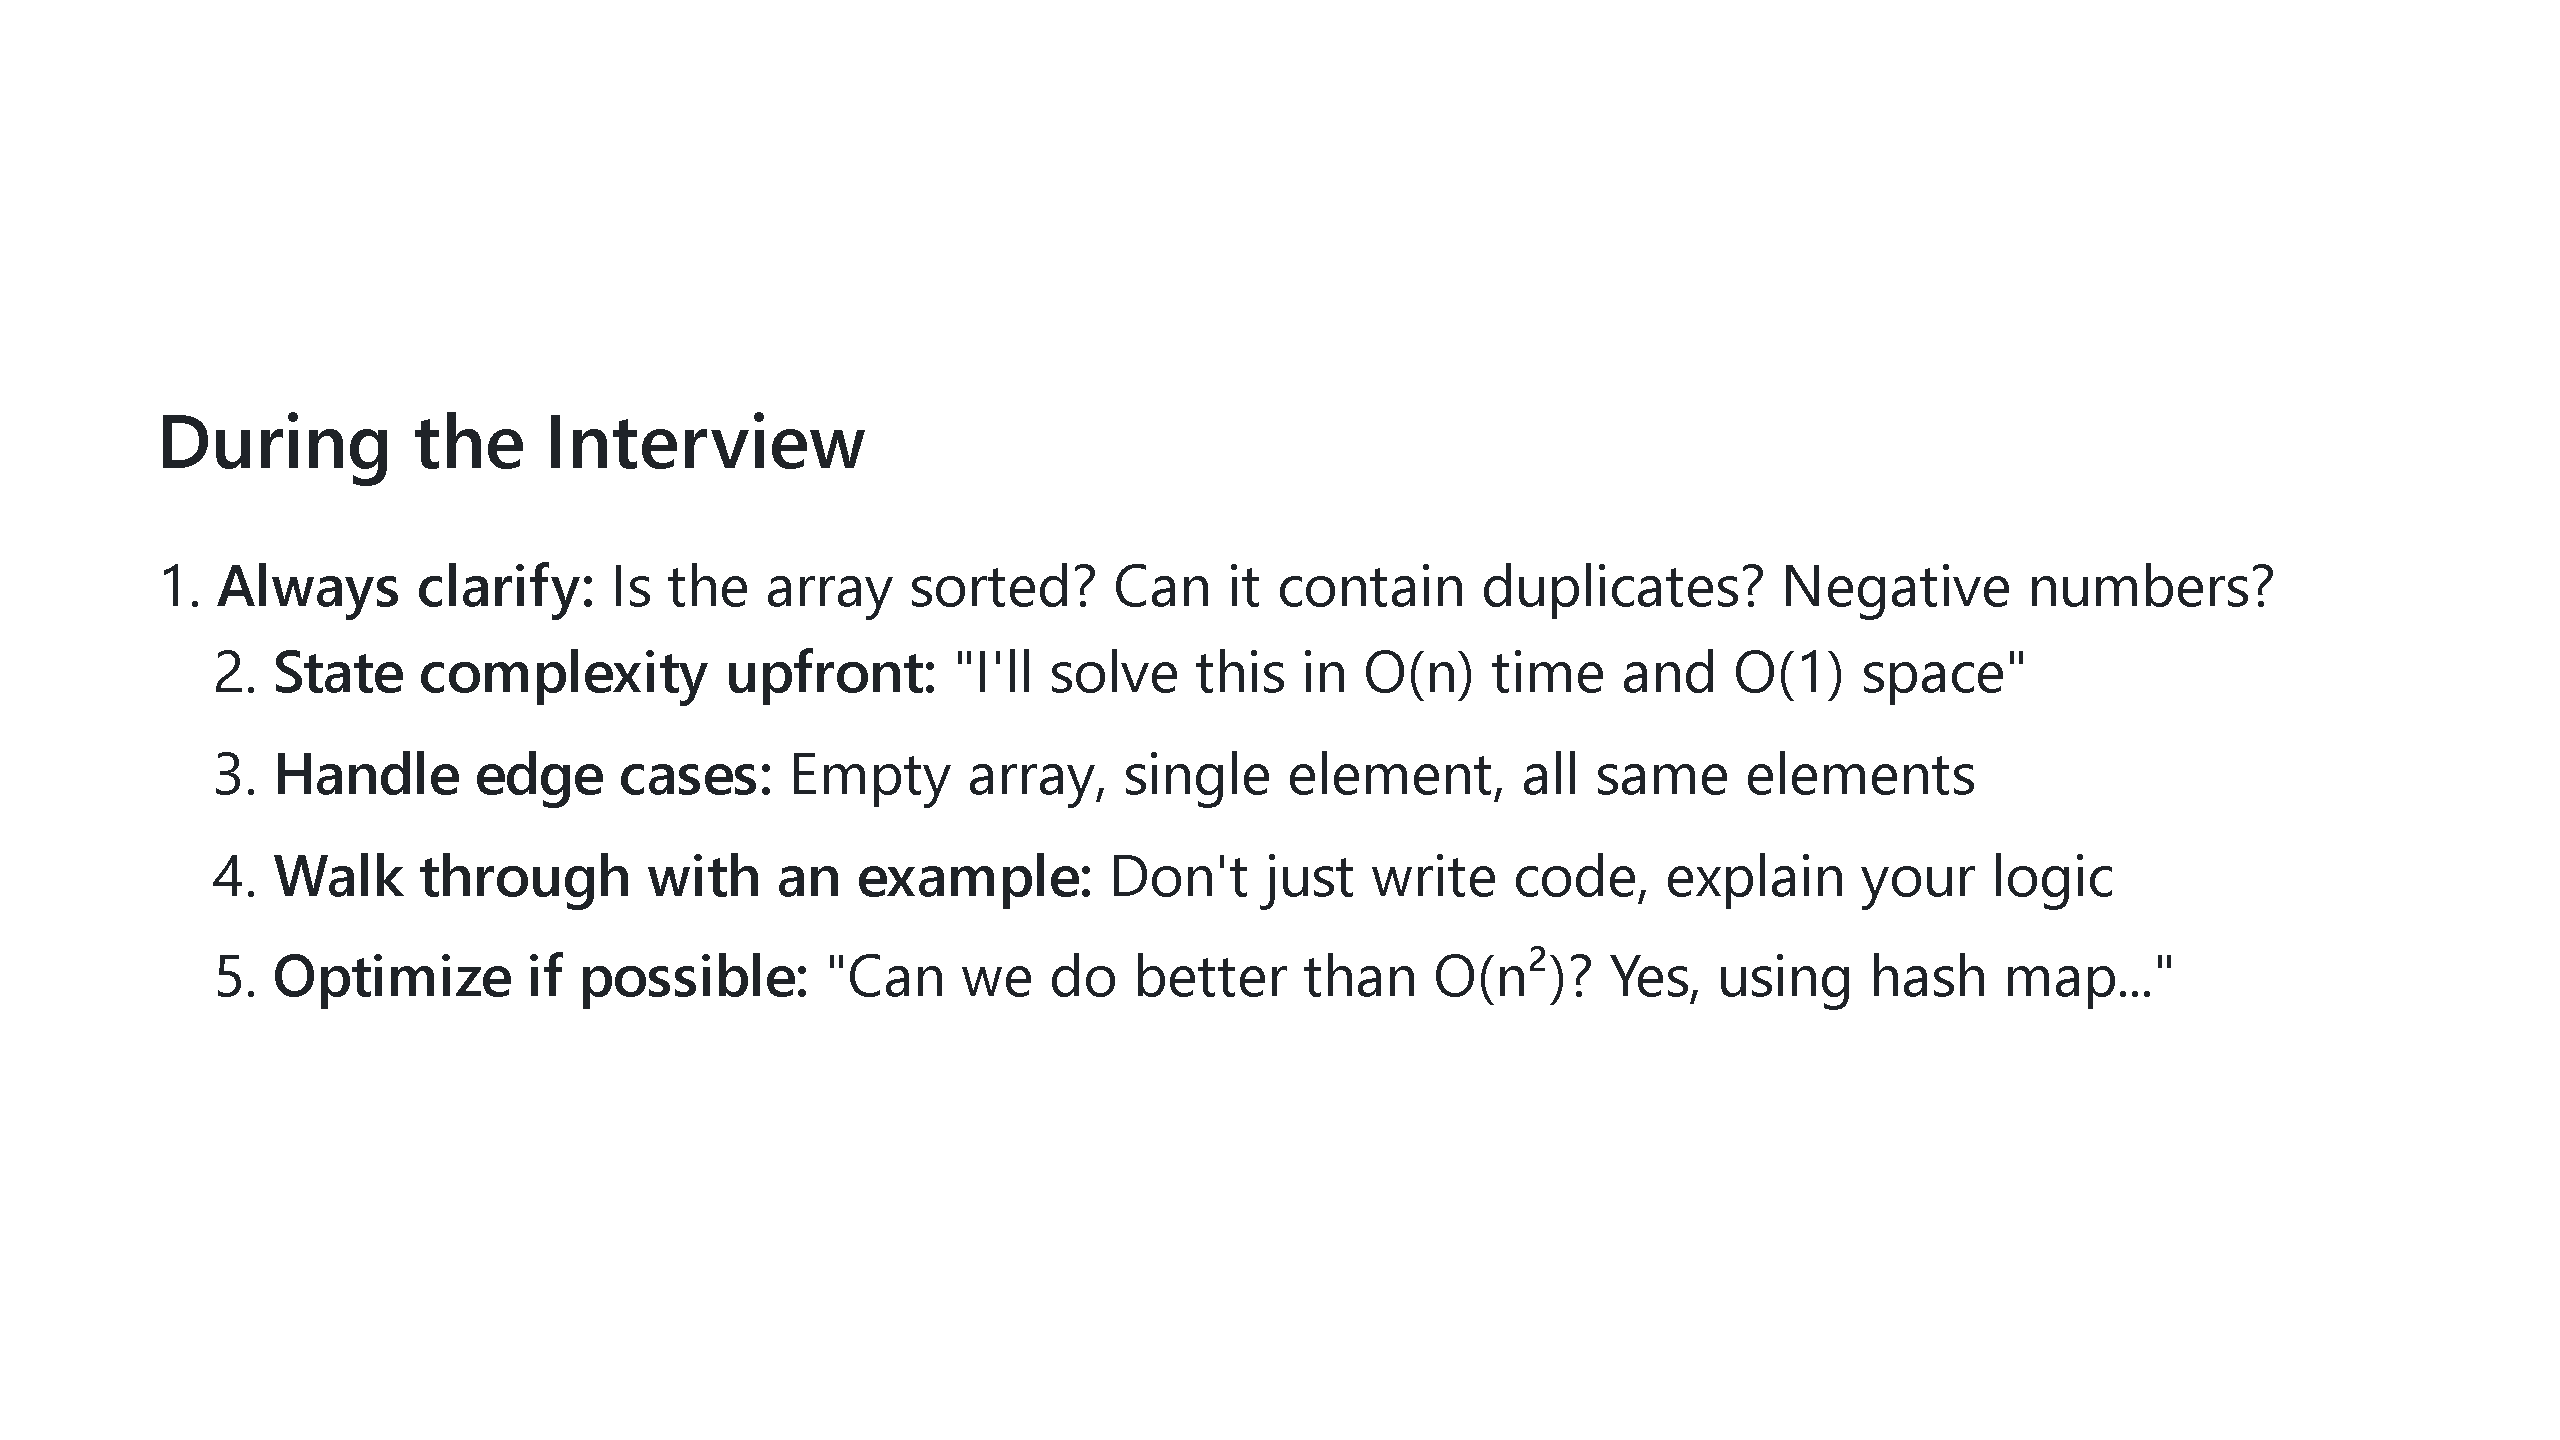 During the Interview
1. Always clarify: Is the array sorted? Can it contain duplicates? Negative numbers?
2. State complexity upfront: "I'll solve this in O(n) time and O(1) space"
3. Handle edge cases: Empty array, single element, all same elements
4. Walk through with an example: Don't just write code, explain your logic
5. Optimize if possible: "Can we do better than O(n²)? Yes, using hash map..."